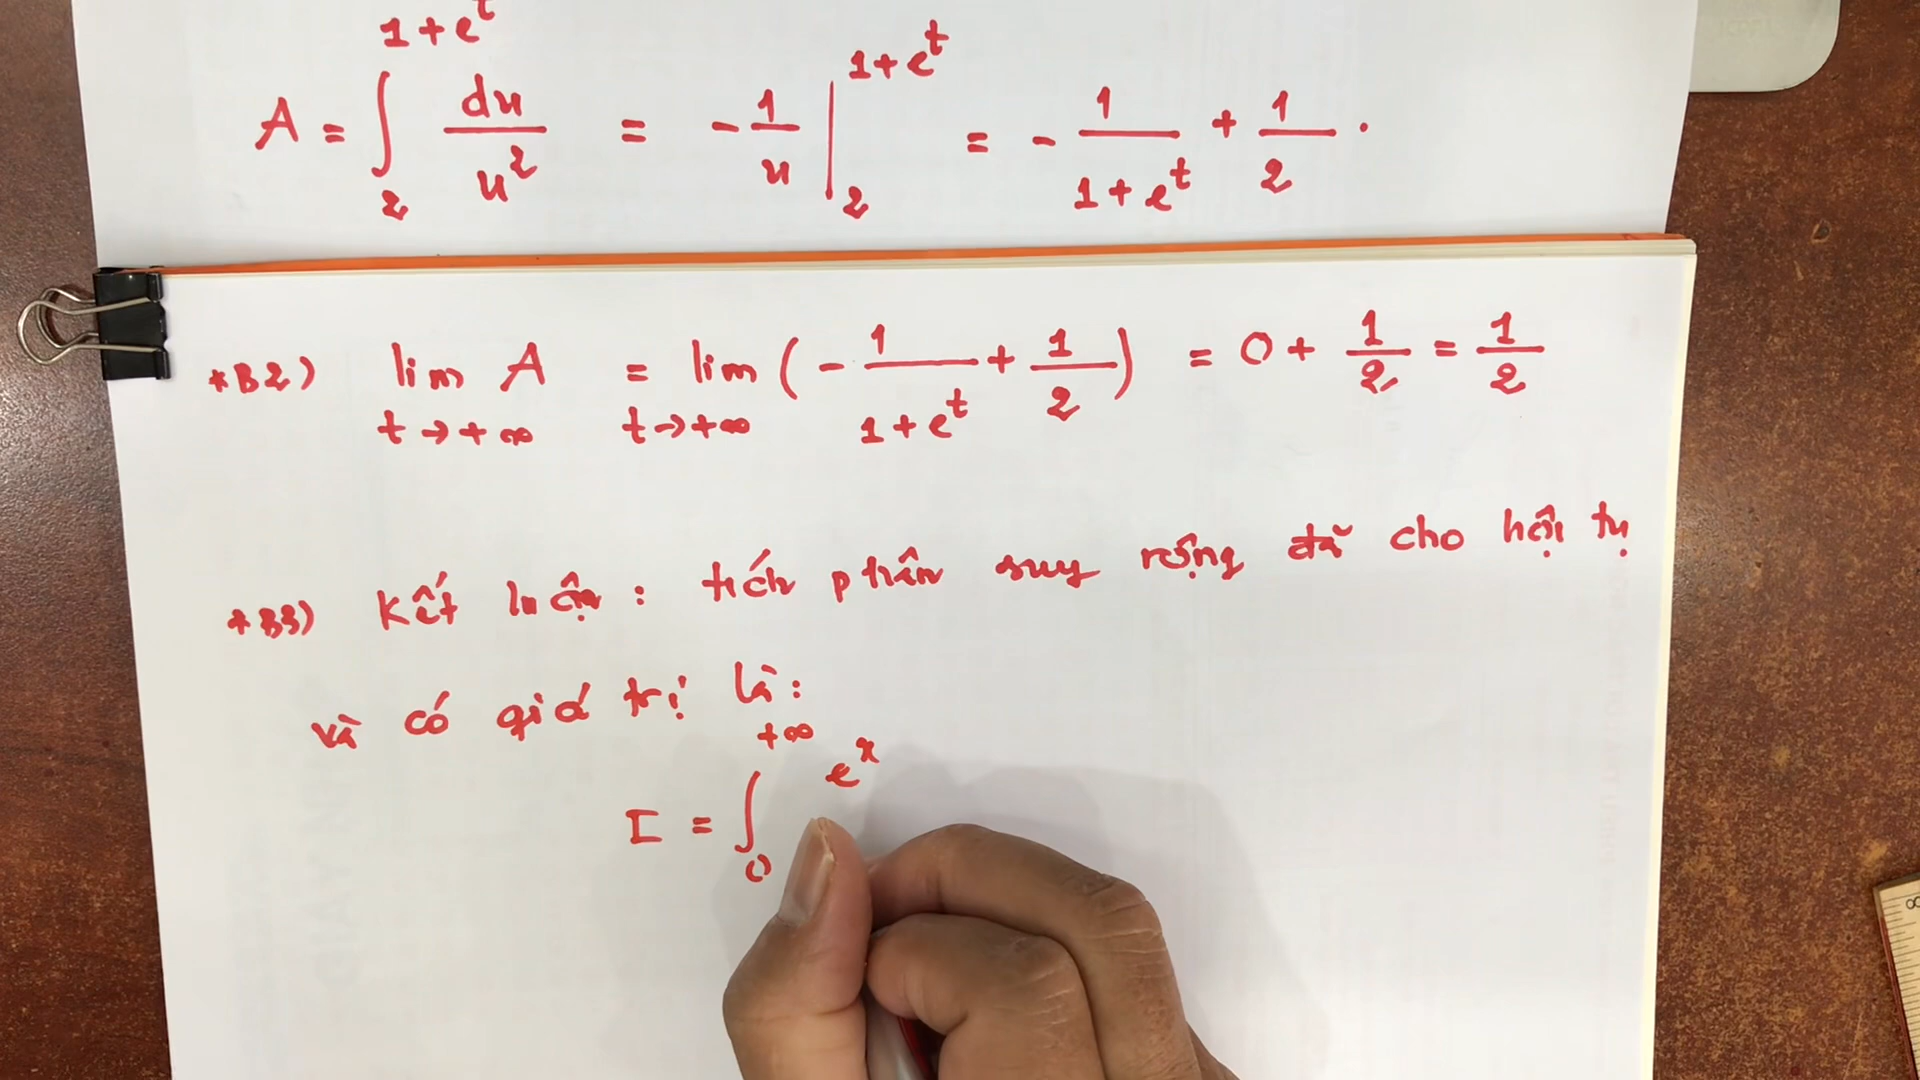 1+e^t
A = ∫ du/u² = -1/u | 1+e^t = - 1/(1+e^t) + 1/2 .
2 2
*B2) lim A = lim (- 1/(1+e^t) + 1/2) = 0 + 1/2 = 1/2
t→+∞ t→+∞
*B3) Kết luận : tích phân suy rộng đã cho hội tụ
và có giá trị là:
+∞
I = ∫ e^x
0